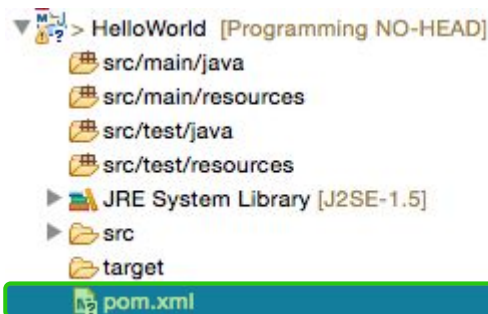 > HelloWorld [Programming NO-HEAD]
src/main/java
src/main/resources
src/test/java
src/test/resources
JRE System Library [J2SE-1.5]
src
target
pom.xml